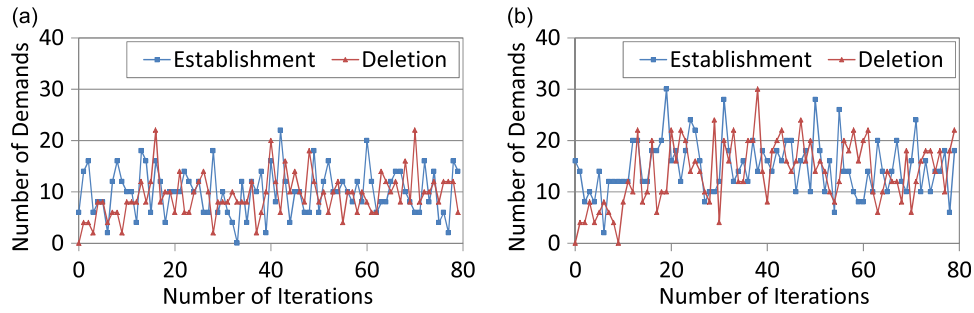 (a)
Number of Demands
40
30
20
10
0
Establishment Deletion
0 20 40 60 80
Number of Iterations
(b)
Number of Demands
40
30
20
10
0
Establishment Deletion
0 20 40 60 80
Number of Iterations